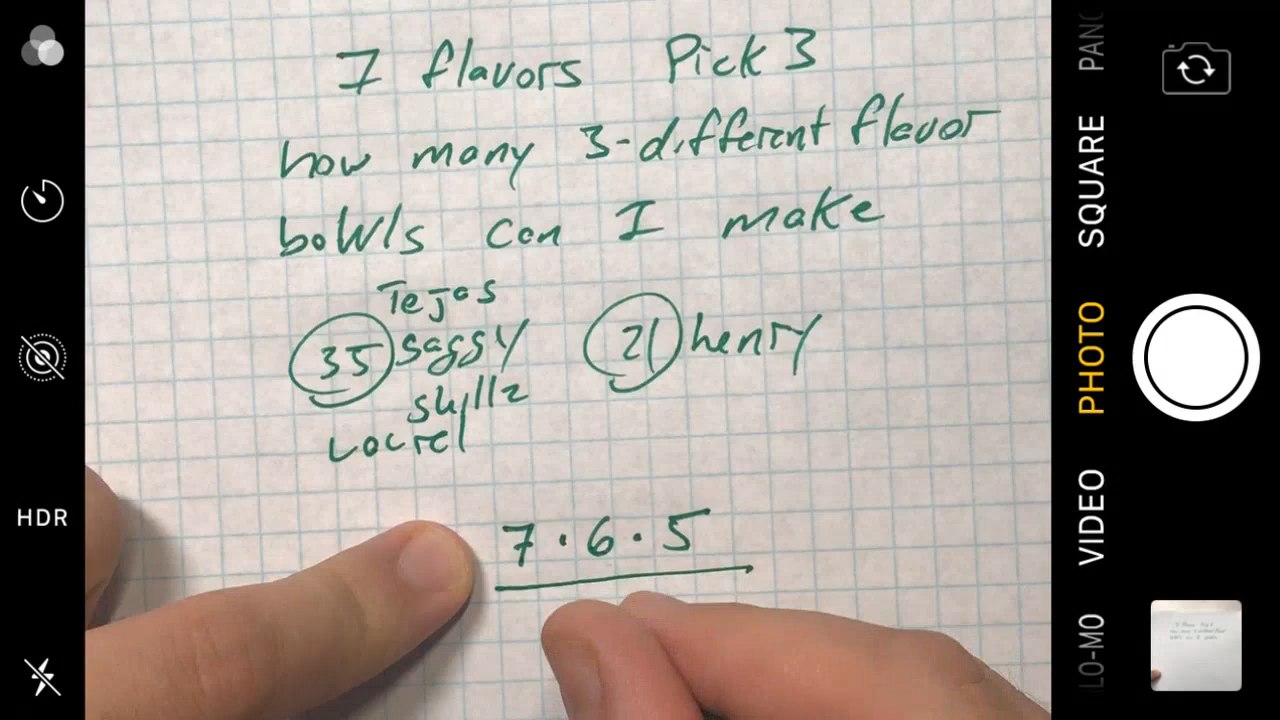 7 flavors Pick 3
how many 3-different flavor
bowls can I make
Tejas
35 saggy 21 henry
skillz
Locrel
7 · 6 · 5
HDR
PANO
SQUARE
PHOTO
VIDEO
LO-MO